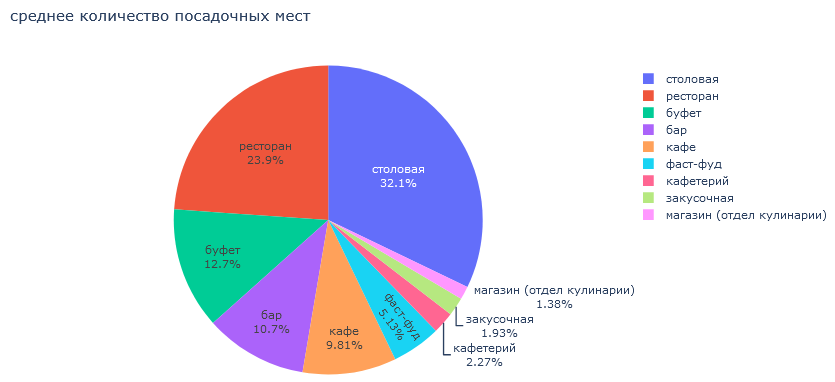 среднее количество посадочных мест
столовая
32.1%
ресторан
23.9%
буфет
12.7%
бар
10.7%
кафе
9.81%
фаст-фуд
5.13%
кафетерий
2.27%
закусочная
1.93%
магазин (отдел кулинарии)
1.38%
столовая
ресторан
буфет
бар
кафе
фаст-фуд
кафетерий
закусочная
магазин (отдел кулинарии)